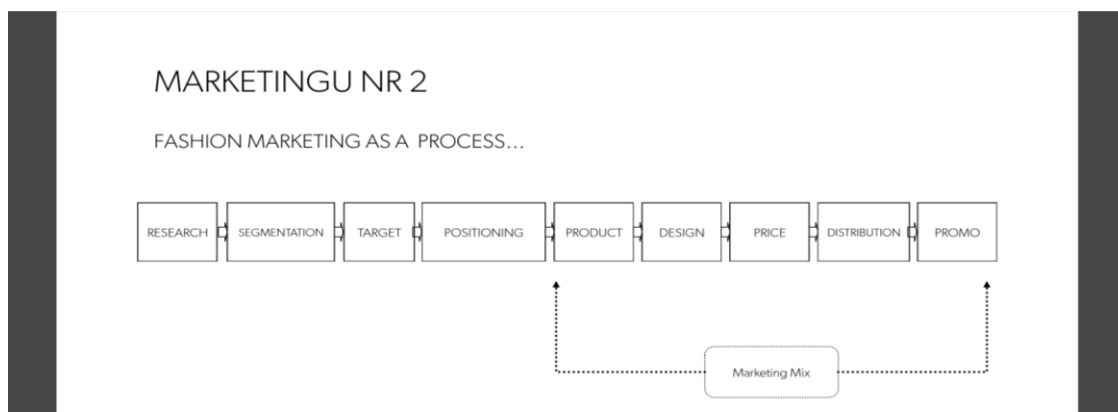 MARKETINGU NR 2
FASHION MARKETING AS A PROCESS...
RESEARCH SEGMENTATION TARGET POSITIONING PRODUCT DESIGN PRICE DISTRIBUTION PROMO
Marketing Mix